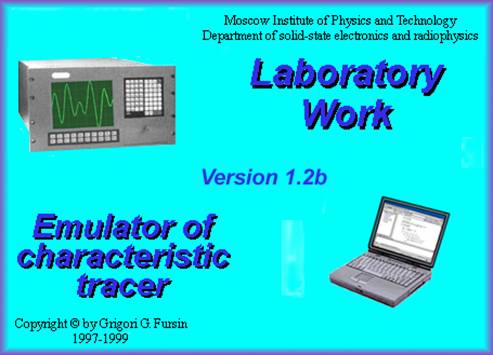 Moscow Institute of Physics and Technology
Department of solid-state electronics and radiophysics
Laboratory
Work
Version 1.2b
Emulator of
characteristic
tracer
Copyright © by Grigori G. Fursin
1997-1999